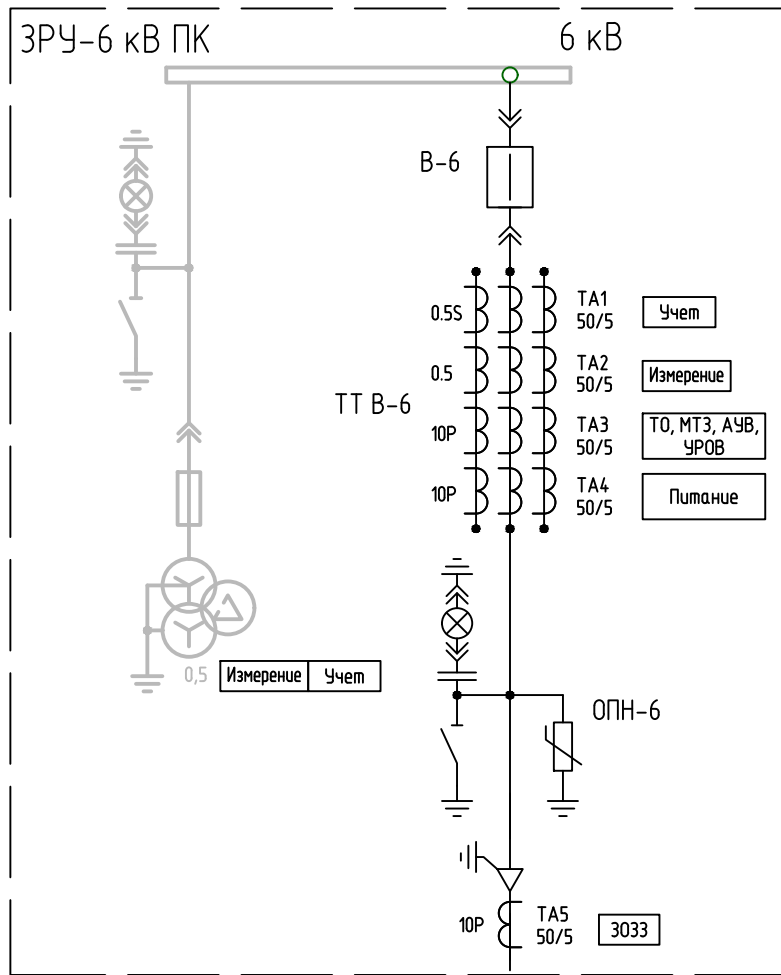 ЗРУ-6 кВ ПК
6 кВ
В-6
0.5S
ТА1
50/5
Учет
0.5
ТА2
50/5
Измерение
ТТ В-6
10Р
ТА3
50/5
ТО, МТЗ, АУВ,
УРОВ
10Р
ТА4
50/5
Питание
0,5
Измерение
Учет
ОПН-6
10Р
ТА5
50/5
ЗОЗЗ